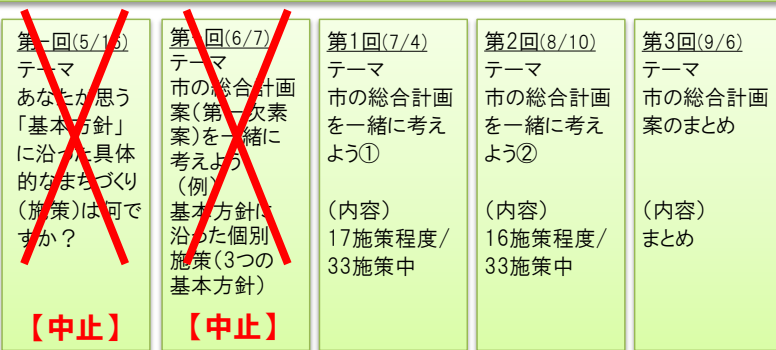 第一回(5/16)
テーマ
あなたが思う
「基本方針」
に沿った具体
的なまちづくり
(施策)は何で
すか？
【中止】
第1回(6/7)
テーマ
市の総合計画
案(第一次素
案)を一緒に
考えよう
(例)
基本方針に
沿った個別
施策(3つの
基本方針)
【中止】
第1回(7/4)
テーマ
市の総合計画
を一緒に考え
よう①
(内容)
17施策程度/
33施策中
第2回(8/10)
テーマ
市の総合計画
を一緒に考え
よう②
(内容)
16施策程度/
33施策中
第3回(9/6)
テーマ
市の総合計画
案のまとめ
(内容)
まとめ